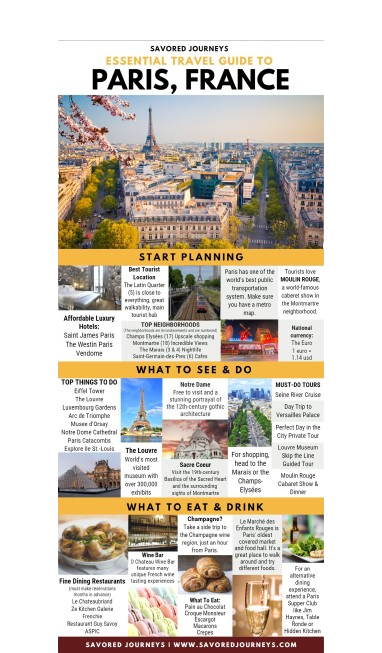 SAVORED JOURNEYS
ESSENTIAL TRAVEL GUIDE TO
PARIS, FRANCE
START PLANNING
Affordable Luxury
Hotels:
Saint James Paris
The Westin Paris
Vendome
Best Tourist
Location
The Latin Quarter
(5) is close to
everything, great
walkability, main
tourist hub
Paris has one of the
world's best public
transportation
system. Make sure
you have a metro
map.
Tourists love
MOULIN ROUGE,
a world-famous
caberet show in
the Montmartre
neighborhood.
TOP NEIGHBORHOODS
(The neighborhoods are Arrondissements and are numbered)
Champs Elysées (17) Upscale shopping
Montmartre (18) Incredible Views
The Marais (3 & 4) Nightlife
Saint-Germain-des-Pres (6) Cafes
National
currency:
The Euro
1 euro =
1.14 usd
WHAT TO SEE & DO
TOP THINGS TO DO
Eiffel Tower
The Louvre
Luxembourg Gardens
Arc de Triomphe
Musee d'Orsay
Notre Dame Cathedral
Paris Catacombs
Explore Ile St.-Louis
The Louvre
World's most
visited
museum with
over 300,000
exhibits
Notre Dame
Free to visit and a
stunning portrayal of
the 12th-century gothic
architecture
Sacre Coeur
Visit the 19th-century
Basilica of the Sacred Heart
and the surrounding
sights of Montmartre
For shopping,
head to the
Marais or the
Champs-
Elysées
MUST-DO TOURS
Seine River Cruise
Day Trip to
Versailles Palace
Perfect Day in the
City Private Tour
Louvre Museum
Skip the Line
Guided Tour
Moulin Rouge
Cabaret Show &
Dinner
WHAT TO EAT & DRINK
Fine Dining Restaurants
(must make reservations
months in advance)
Le Chateaubriand
Ze Kitchen Galerie
Frenchie
Restaurant Guy Savoy
ASPIC
Wine Bar
O Chateau Wine Bar
features many
unique French wine
tasting experiences
Champagne?
Take a side trip to
the Champagne wine
region, just an hour
from Paris.
What To Eat:
Pain au Chocolat
Croque Monsieur
Escargot
Macarons
Crepes
Le Marché des
Enfants Rouges is
Paris' oldest
covered market
and food hall. It's a
great place to walk
around and try
different foods.
For an
alternative
dining
experience,
attend a Paris
Supper Club
like Jim
Haynes, Table
Ronde or
Hidden Kitchen
SAVORED JOURNEYS | WWW.SAVOREDJOURNEYS.COM